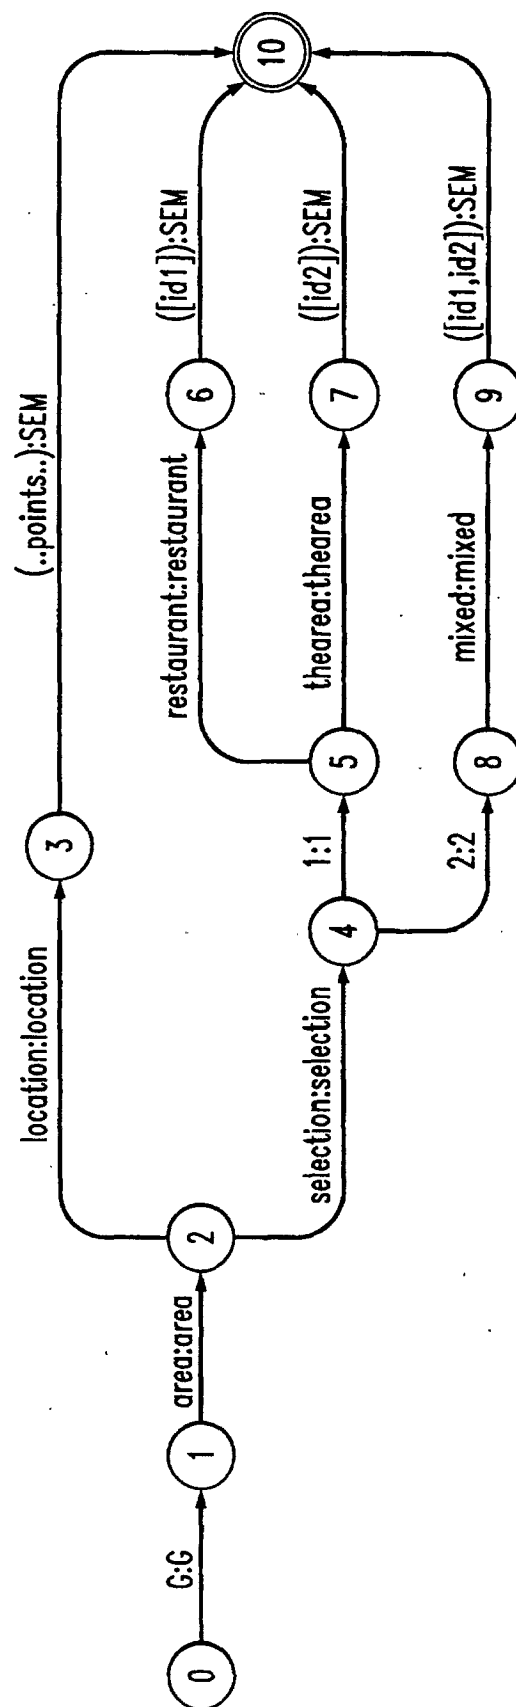 0
G:G
1
area:area
2
location:location
3
(..points..):SEM
selection:selection
4
1:1
5
restaurant:restaurant
6
([id1]):SEM
thearea:thearea
7
([id2]):SEM
2:2
8
mixed:mixed
9
([id1,id2]):SEM
10